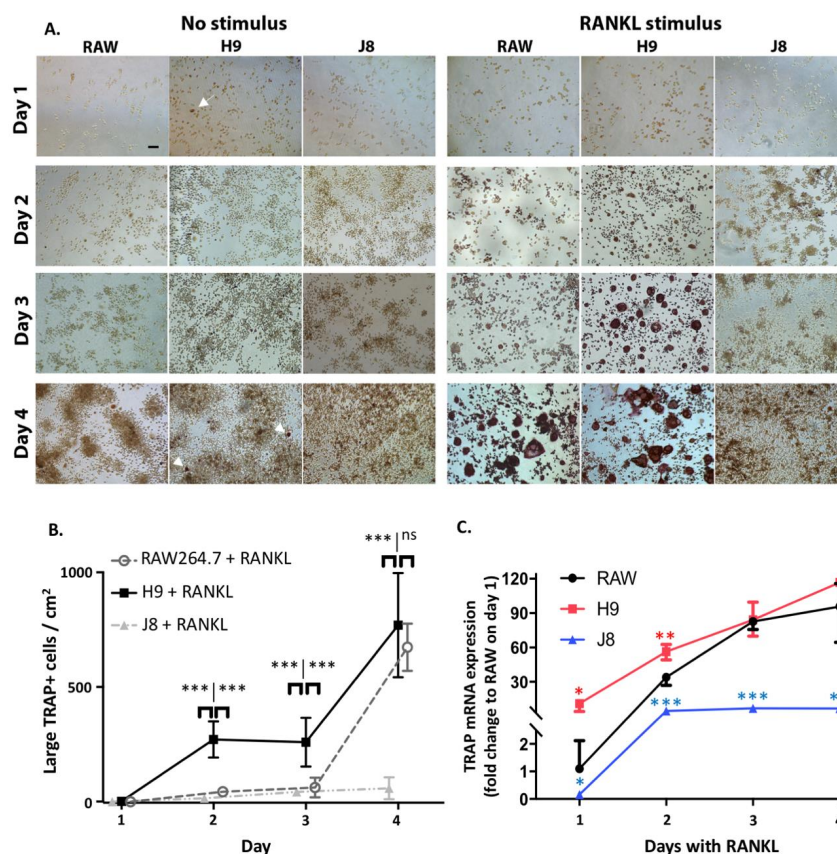 A.
No stimulus
RANKL stimulus
RAW H9 J8 RAW H9 J8
Day 1
Day 2
Day 3
Day 4
B.
*** | ns
RAW264.7 + RANKL
H9 + RANKL
J8 + RANKL
*** | *** *** | ***
1000
500
0
1 2 3 4
Day
Large TRAP+ cells / cm²
C.
RAW
H9
J8
120
90
60
30
2
1
0
* ** *** *** *
*
1 2 3 4
Days with RANKL
TRAP mRNA expression
(fold change to RAW on day 1)